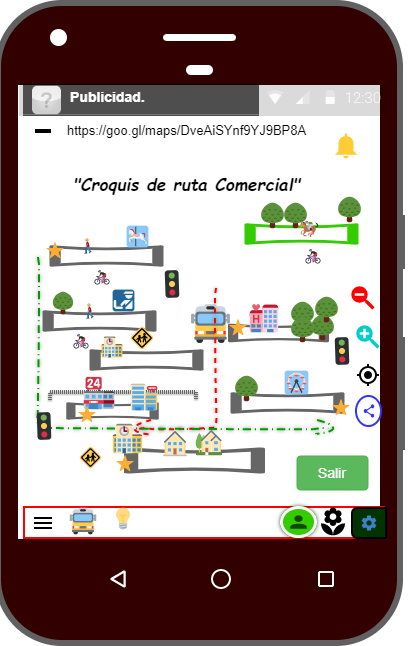 Publicidad.
12:30
https://goo.gl/maps/DveAiSYnf9YJ9BP8A
"Croquis de ruta Comercial"
H
24
Salir